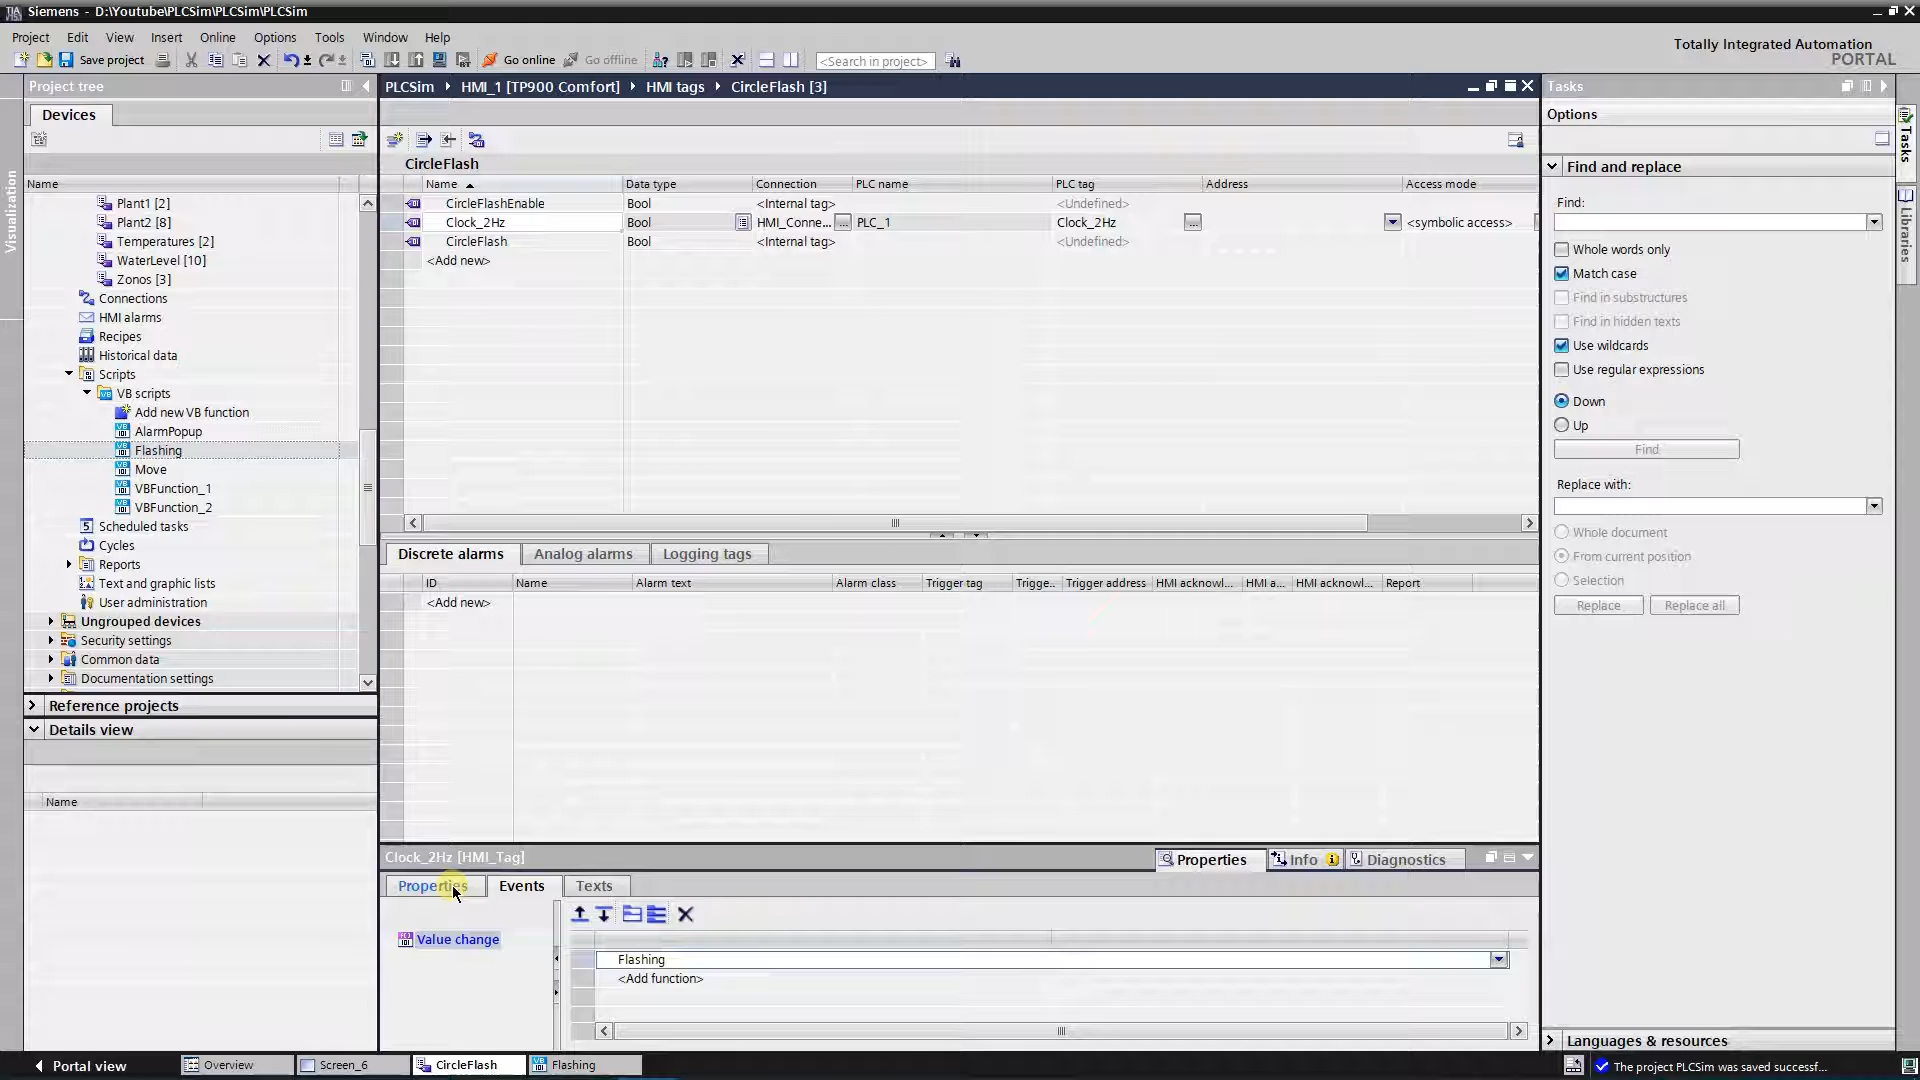 Siemens - D:\Youtube\PLCSim\PLCSim\PLCSim
Project Edit View Insert Online Options Tools Window Help
Totally Integrated Automation
PORTAL
Save project Go online Go offline <Search in project>
Project tree
PLCSim HMI_1 [TP900 Comfort] HMI tags CircleFlash [3]
Tasks
Devices
Options
Visualization
Tasks
Libraries
CircleFlash
Find and replace
Name
Name Data type Connection PLC name PLC tag Address Access mode
Plant1 [2]
Plant2 [8]
Temperatures [2]
WaterLevel [10]
Zonos [3]
Connections
HMI alarms
Recipes
Historical data
Scripts
VB scripts
Add new VB function
AlarmPopup
Flashing
Move
VBFunction_1
VBFunction_2
Scheduled tasks
Cycles
Reports
Text and graphic lists
User administration
Ungrouped devices
Security settings
Common data
Documentation settings
Reference projects
Details view
Name
CircleFlashEnable Bool <Internal tag> <Undefined>
Clock_2Hz Bool HMI_Conne... ... PLC_1 Clock_2Hz ... <symbolic access>
CircleFlash Bool <Internal tag> <Undefined>
<Add new>
Discrete alarms Analog alarms Logging tags
ID Name Alarm text Alarm class Trigger tag Trigge.. Trigger address HMI acknowl... HMI a... HMI acknowl... Report
<Add new>
Clock_2Hz [HMI_Tag]
Properties Info Diagnostics
Properties Events Texts
Value change
Flashing
<Add function>
Find:
Whole words only
Match case
Find in substructures
Find in hidden texts
Use wildcards
Use regular expressions
Down
Up
Find
Replace with:
Whole document
From current position
Selection
Replace Replace all
Languages & resources
Portal view Overview Screen_6 CircleFlash Flashing
The project PLCSim was saved successf...